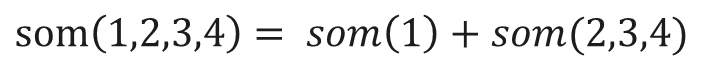 som(1,2,3,4) = som(1) + som(2,3,4)